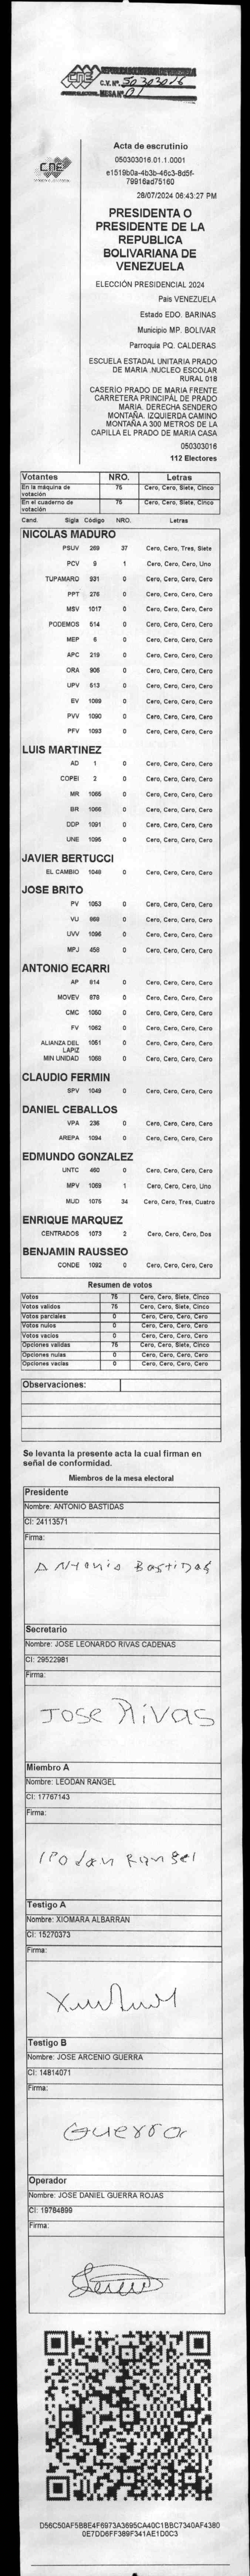 CNE
C.V. Nº. 50303016
MESA Nº 01
CNE
Acta de escrutinio
050303016.01.1.0001
e1519b0a-4b3b-46c3-8d5f-
79916ad75160
28/07/2024 06:43:27 PM
PRESIDENTA O
PRESIDENTE DE LA
REPUBLICA
BOLIVARIANA DE
VENEZUELA
ELECCIÓN PRESIDENCIAL 2024
Pais VENEZUELA
Estado EDO. BARINAS
Municipio MP. BOLIVAR
Parroquia PQ. CALDERAS
ESCUELA ESTADAL UNITARIA PRADO
DE MARIA .NUCLEO ESCOLAR
RURAL 018
CASERÍO PRADO DE MARIA FRENTE
CARRETERA PRINCIPAL DE PRADO
MARIA. DERECHA SENDERO
MONTAÑA. IZQUIERDA CAMINO
MONTAÑA A 300 METROS DE LA
CAPILLA EL PRADO DE MARIA CASA
050303016
112 Electores
Votantes NRO. Letras
En la máquina de votación 75 Cero, Cero, Siete, Cinco
En el cuaderno de votación 75 Cero, Cero, Siete, Cinco
Cand. Sigla Código NRO. Letras
NICOLAS MADURO
PSUV 269 37 Cero, Cero, Tres, Siete
PCV 9 1 Cero, Cero, Cero, Uno
TUPAMARO 931 0 Cero, Cero, Cero, Cero
PPT 276 0 Cero, Cero, Cero, Cero
MSV 1017 0 Cero, Cero, Cero, Cero
PODEMOS 514 0 Cero, Cero, Cero, Cero
MEP 6 0 Cero, Cero, Cero, Cero
APC 219 0 Cero, Cero, Cero, Cero
ORA 906 0 Cero, Cero, Cero, Cero
UPV 513 0 Cero, Cero, Cero, Cero
EV 1089 0 Cero, Cero, Cero, Cero
PVV 1090 0 Cero, Cero, Cero, Cero
PFV 1093 0 Cero, Cero, Cero, Cero
LUIS MARTINEZ
AD 1 0 Cero, Cero, Cero, Cero
COPEI 2 0 Cero, Cero, Cero, Cero
MR 1065 0 Cero, Cero, Cero, Cero
BR 1066 0 Cero, Cero, Cero, Cero
DDP 1091 0 Cero, Cero, Cero, Cero
UNE 1095 0 Cero, Cero, Cero, Cero
JAVIER BERTUCCI
EL CAMBIO 1048 0 Cero, Cero, Cero, Cero
JOSE BRITO
PV 1053 0 Cero, Cero, Cero, Cero
VU 868 0 Cero, Cero, Cero, Cero
UVV 1096 0 Cero, Cero, Cero, Cero
MPJ 458 0 Cero, Cero, Cero, Cero
ANTONIO ECARRI
AP 814 0 Cero, Cero, Cero, Cero
MOVEV 978 0 Cero, Cero, Cero, Cero
CMC 1050 0 Cero, Cero, Cero, Cero
FV 1062 0 Cero, Cero, Cero, Cero
ALIANZA DEL LAPIZ 1051 0 Cero, Cero, Cero, Cero
MIN UNIDAD 1068 0 Cero, Cero, Cero, Cero
CLAUDIO FERMIN
SPV 1049 0 Cero, Cero, Cero, Cero
DANIEL CEBALLOS
VPA 236 0 Cero, Cero, Cero, Cero
AREPA 1094 0 Cero, Cero, Cero, Cero
EDMUNDO GONZALEZ
UNTC 460 0 Cero, Cero, Cero, Cero
MPV 1069 1 Cero, Cero, Cero, Uno
MUD 1075 34 Cero, Cero, Tres, Cuatro
ENRIQUE MARQUEZ
CENTRADOS 1073 2 Cero, Cero, Cero, Dos
BENJAMIN RAUSSEO
CONDE 1092 0 Cero, Cero, Cero, Cero
Resumen de votos
Votos 75 Cero, Cero, Siete, Cinco
Votos validos 75 Cero, Cero, Siete, Cinco
Votos parciales 0 Cero, Cero, Cero, Cero
Votos nulos 0 Cero, Cero, Cero, Cero
Votos vacios 0 Cero, Cero, Cero, Cero
Opciones validas 75 Cero, Cero, Siete, Cinco
Opciones nulas 0 Cero, Cero, Cero, Cero
Opciones vacias 0 Cero, Cero, Cero, Cero
Observaciones:
Se levanta la presente acta la cual firman en
señal de conformidad.
Miembros de la mesa electoral
Presidente
Nombre: ANTONIO BASTIDAS
CI: 24113571
Firma:
Antonio Bastidas
Secretario
Nombre: JOSE LEONARDO RIVAS CADENAS
CI: 29522981
Firma:
Jose Rivas
Miembro A
Nombre: LEODAN RANGEL
CI: 17767143
Firma:
leodan Rangel
Testigo A
Nombre: XIOMARA ALBARRAN
CI: 15270373
Firma:
Testigo B
Nombre: JOSE ARCENIO GUERRA
CI: 14814071
Firma:
Guerra
Operador
Nombre: JOSE DANIEL GUERRA ROJAS
CI: 19784899
Firma:
D56C50AF5B8E4F6973A3695CA40C1BBC7340AF4380
0E7DD6FF389F341AE1D0C3